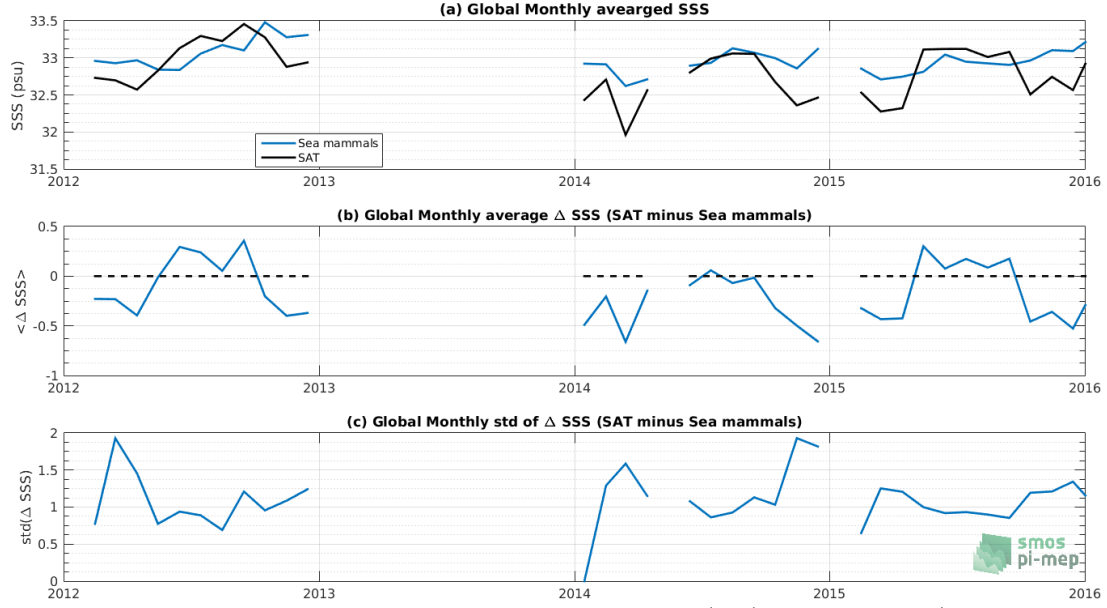 (a) Global Monthly avearged SSS
33.5
33
32.5
32
31.5
SSS (psu)
Sea mammals
SAT
2012 2013 2014 2015 2016
(b) Global Monthly average Δ SSS (SAT minus Sea mammals)
0.5
0
-0.5
-1
<Δ SSS>
2012 2013 2014 2015 2016
(c) Global Monthly std of Δ SSS (SAT minus Sea mammals)
2
1.5
1
0.5
0
std(Δ SSS)
smos
pi-mep
2012 2013 2014 2015 2016